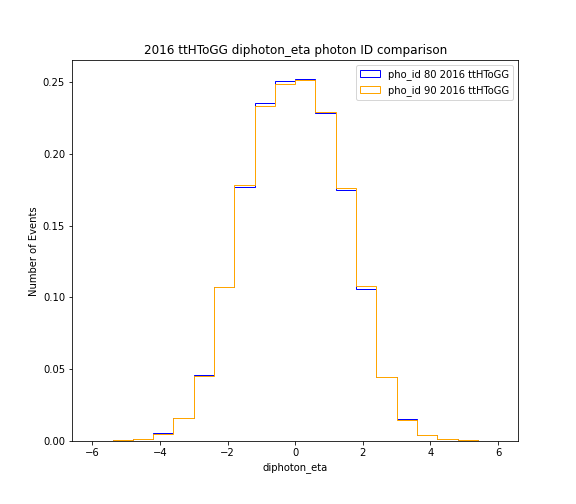 2016 ttHToGG diphoton_eta photon ID comparison
pho_id 80 2016 ttHToGG
pho_id 90 2016 ttHToGG
Number of Events
0.25
0.20
0.15
0.10
0.05
0.00
−6 −4 −2 0 2 4 6
diphoton_eta